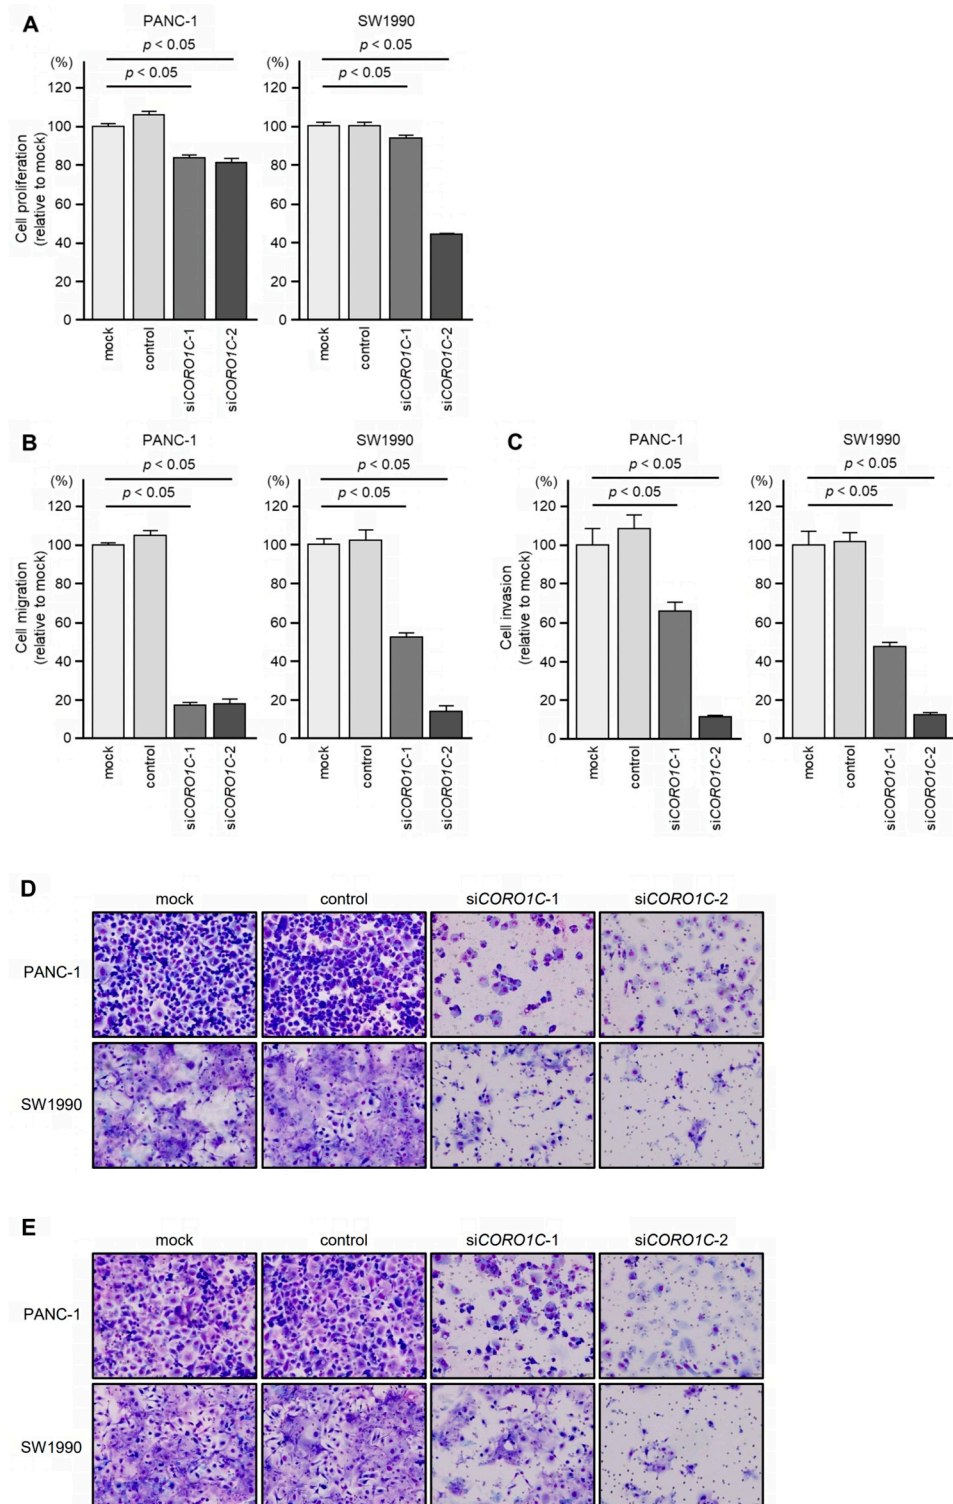 A
PANC-1
SW1990
p < 0.05
p < 0.05
(%)
p < 0.05
(%)
p < 0.05
120
100
80
60
40
20
0
Cell proliferation
(relative to mock)
120
100
80
60
40
20
0
mock
control
siCORO1C-1
siCORO1C-2
mock
control
siCORO1C-1
siCORO1C-2
B
PANC-1
SW1990
p < 0.05
p < 0.05
(%)
p < 0.05
(%)
p < 0.05
120
100
80
60
40
20
0
Cell migration
(relative to mock)
120
100
80
60
40
20
0
mock
control
siCORO1C-1
siCORO1C-2
mock
control
siCORO1C-1
siCORO1C-2
C
PANC-1
SW1990
p < 0.05
p < 0.05
(%)
p < 0.05
(%)
p < 0.05
120
100
80
60
40
20
0
Cell invasion
(relative to mock)
120
100
80
60
40
20
0
mock
control
siCORO1C-1
siCORO1C-2
mock
control
siCORO1C-1
siCORO1C-2
D
mock
control
siCORO1C-1
siCORO1C-2
PANC-1
SW1990
E
mock
control
siCORO1C-1
siCORO1C-2
PANC-1
SW1990